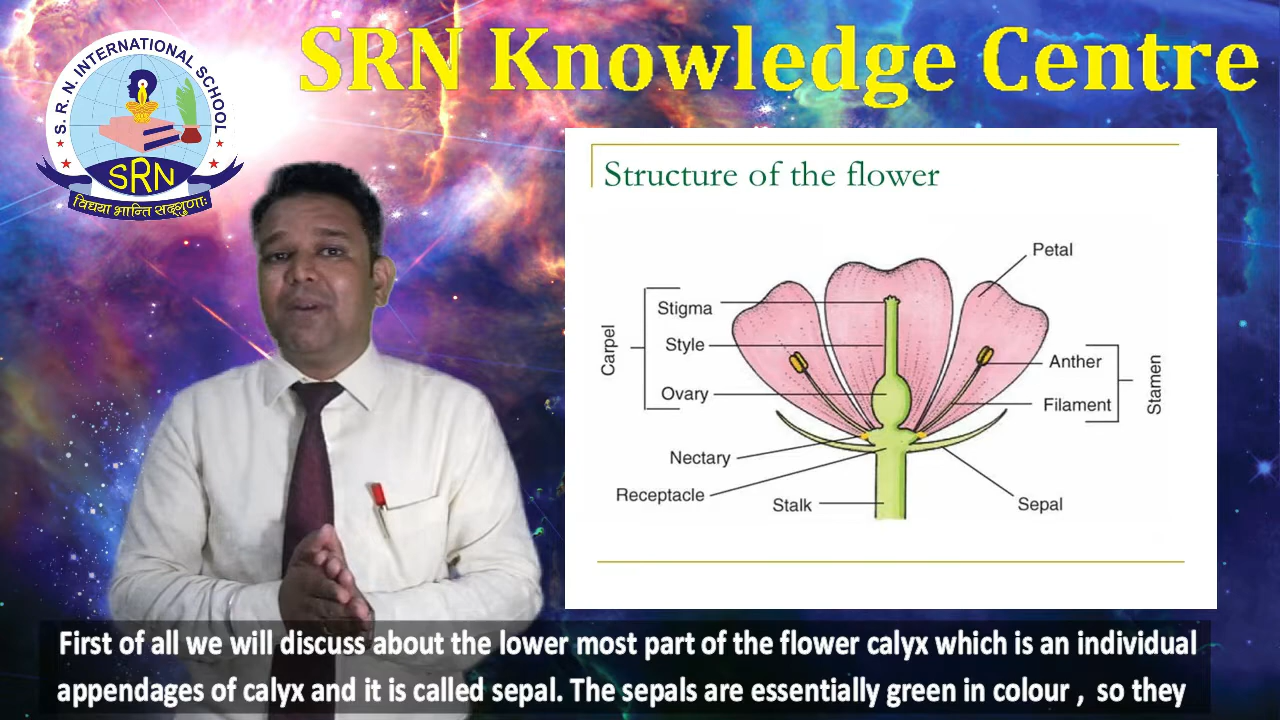 SRN Knowledge Centre
S. R. N. INTERNATIONAL SCHOOL
SRN
विद्यया भान्ति सद्गुणाः
Structure of the flower
Petal
Stigma
Style
Carpel
Ovary
Anther
Filament
Stamen
Nectary
Receptacle
Stalk
Sepal
First of all we will discuss about the lower most part of the flower calyx which is an individual
appendages of calyx and it is called sepal. The sepals are essentially green in colour , so they